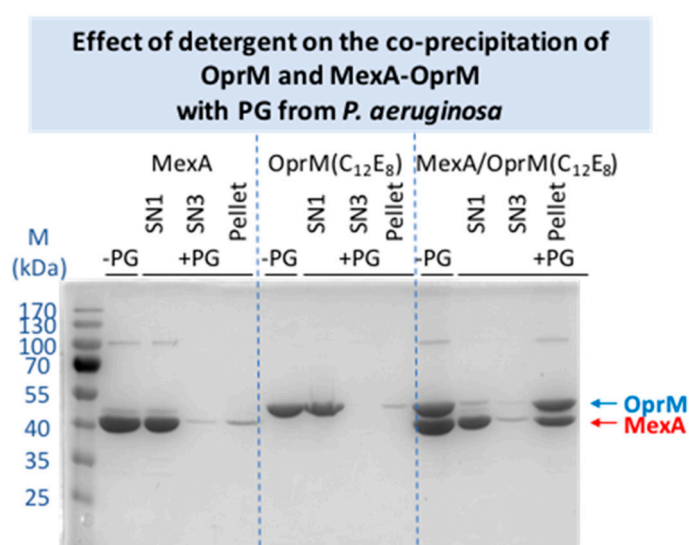 Effect of detergent on the co-precipitation of
OprM and MexA-OprM
with PG from P. aeruginosa
MexA OprM(C₁₂E₈) MexA/OprM(C₁₂E₈)
SN1 SN3 Pellet SN1 SN3 Pellet SN1 SN3 Pellet
M
(kDa) -PG +PG -PG +PG -PG +PG
170
130
100
70
55
OprM
40 MexA
35
25